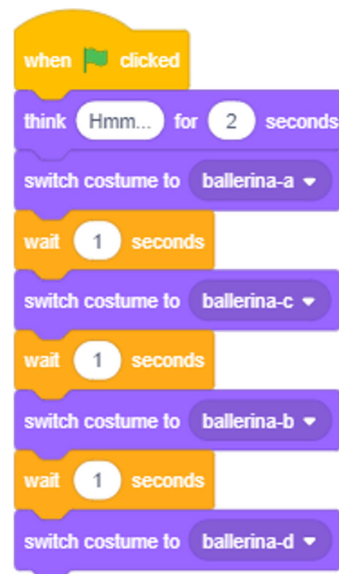 when clicked
think Hmm... for 2 seconds
switch costume to ballerina-a
wait 1 seconds
switch costume to ballerina-c
wait 1 seconds
switch costume to ballerina-b
wait 1 seconds
switch costume to ballerina-d